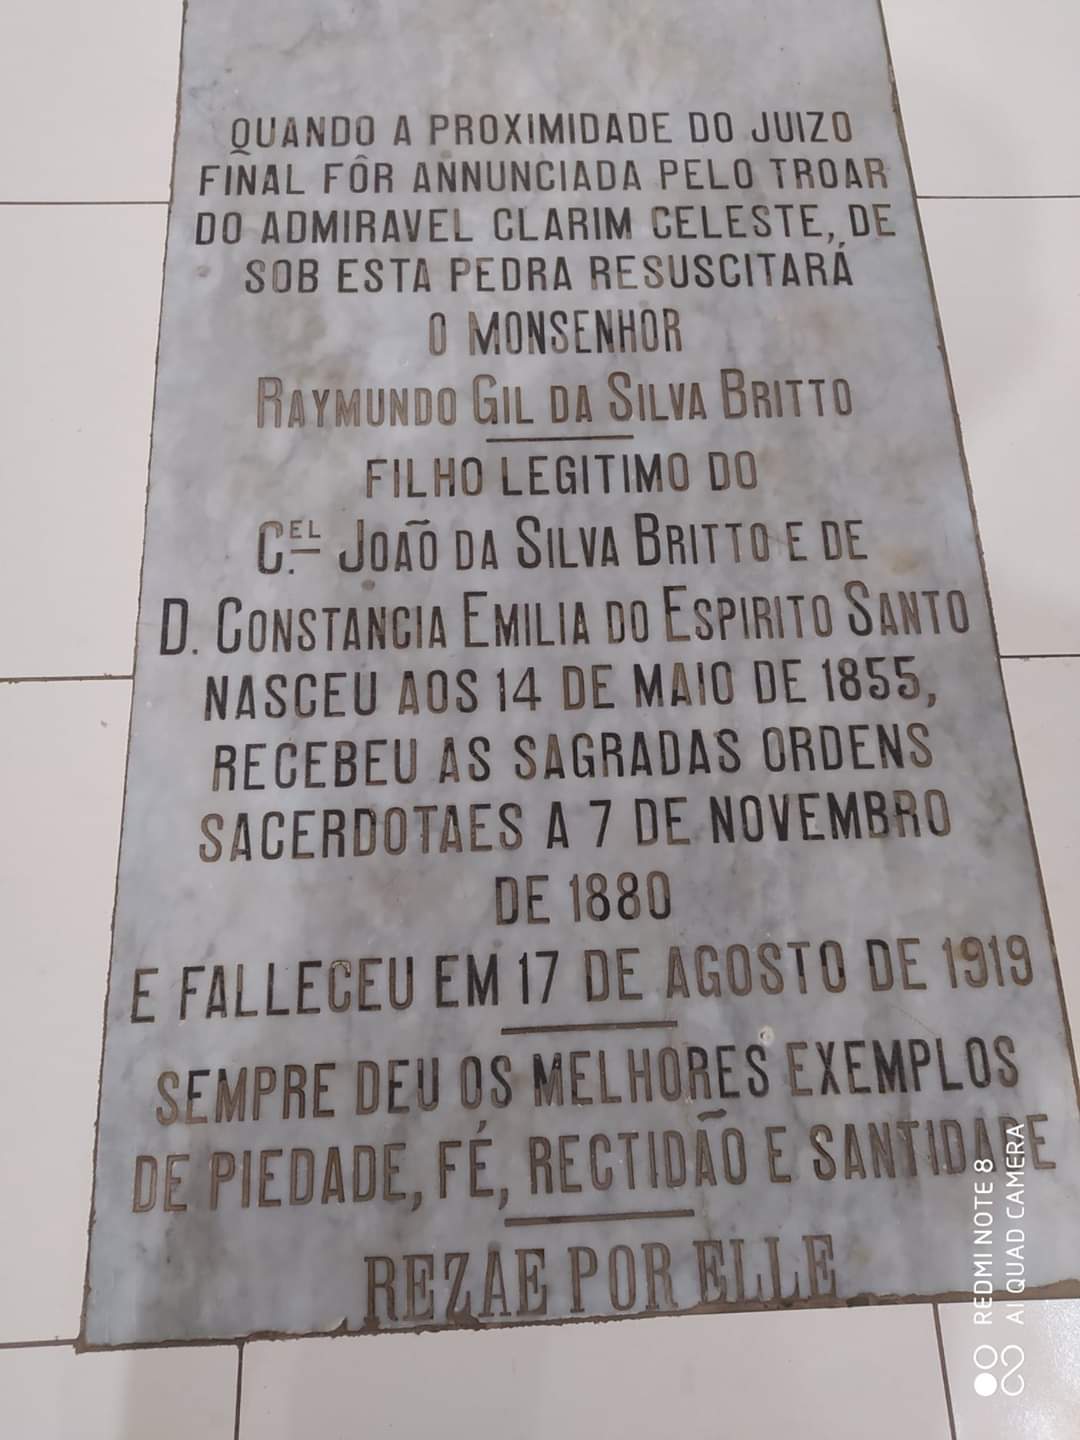 QUANDO A PROXIMIDADE DO JUIZO
FINAL FÔR ANNUNCIADA PELO TROAR
DO ADMIRAVEL CLARIM CELESTE, DE
SOB ESTA PEDRA RESUSCITARÁ
O MONSENHOR
RAYMUNDO GIL DA SILVA BRITTO
FILHO LEGITIMO DO
C.EL JOAÕ DA SILVA BRITTO E DE
D. CONSTANCIA EMILIA DO ESPIRITO SANTO
NASCEU AOS 14 DE MAIO DE 1855,
RECEBEU AS SAGRADAS ORDENS
SACERDOTAES A 7 DE NOVEMBRO
DE 1880
E FALLECEU EM 17 DE AGOSTO DE 1919
SEMPRE DEU OS MELHORES EXEMPLOS
DE PIEDADE, FÉ, RECTIDÃO E SANTIDADE
REZAE POR ELLE
REDMI NOTE 8
AI QUAD CAMERA